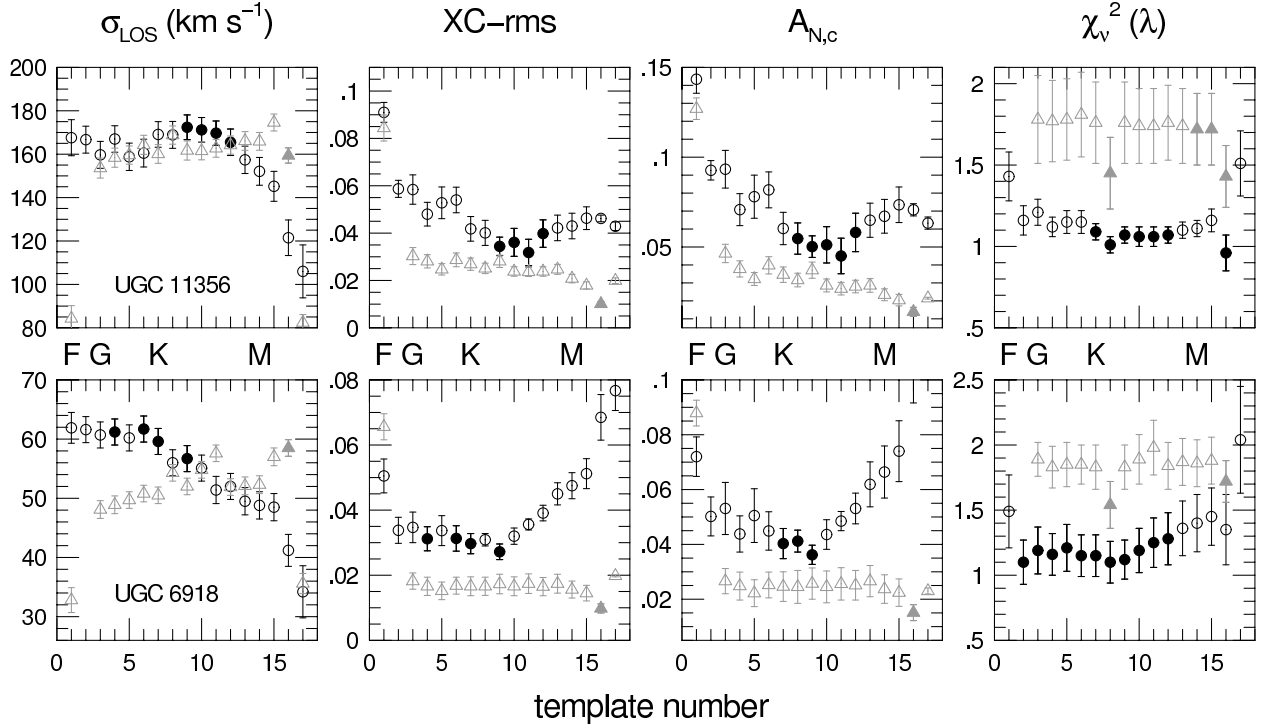 σLOS (km s⁻¹) XC−rms AN,c χν² (λ)
200 .1 .15 2
180
160 .08 .1 1.5
140 .06
120 .04 .05 1
100 .02
80 0 .5
UGC 11356
F G K M F G K M F G K M F G K M
70 .08 .1 2.5
60 .06 .08 2
50 .04 .06 1.5
40 .02 .04 1
30 0 .02 .5
UGC 6918
0 5 10 15 0 5 10 15 0 5 10 15 0 5 10 15
template number